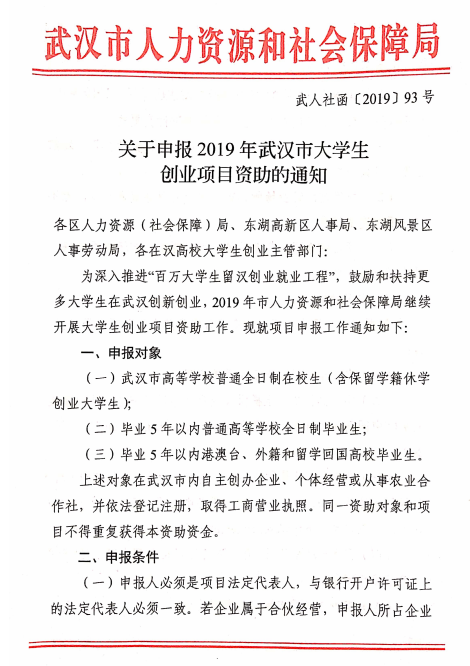 武汉市人力资源和社会保障局
武人社函〔2019〕93号
关于申报2019年武汉市大学生
创业项目资助的通知
各区人力资源（社会保障）局、东湖高新区人事局、东湖风景区
人事劳动局，各在汉高校大学生创业主管部门：
为深入推进“百万大学生留汉创业就业工程”，鼓励和扶持更
多大学生在武汉创新创业，2019年市人力资源和社会保障局继续
开展大学生创业项目资助工作。现就项目申报工作通知如下：
一、申报对象
（一）武汉市高等学校普通全日制在校生（含保留学籍休学
创业大学生）；
（二）毕业5年以内普通高等学校全日制毕业生；
（三）毕业5年以内港澳台、外籍和留学回国高校毕业生。
上述对象在武汉市内自主创办企业、个体经营或从事农业合
作社，并依法登记注册，取得工商营业执照。同一资助对象和项
目不得重复获得本资助资金。
二、申报条件
（一）申报人必须是项目法定代表人，与银行开户许可证上
的法定代表人必须一致。若企业属于合伙经营，申报人所占企业